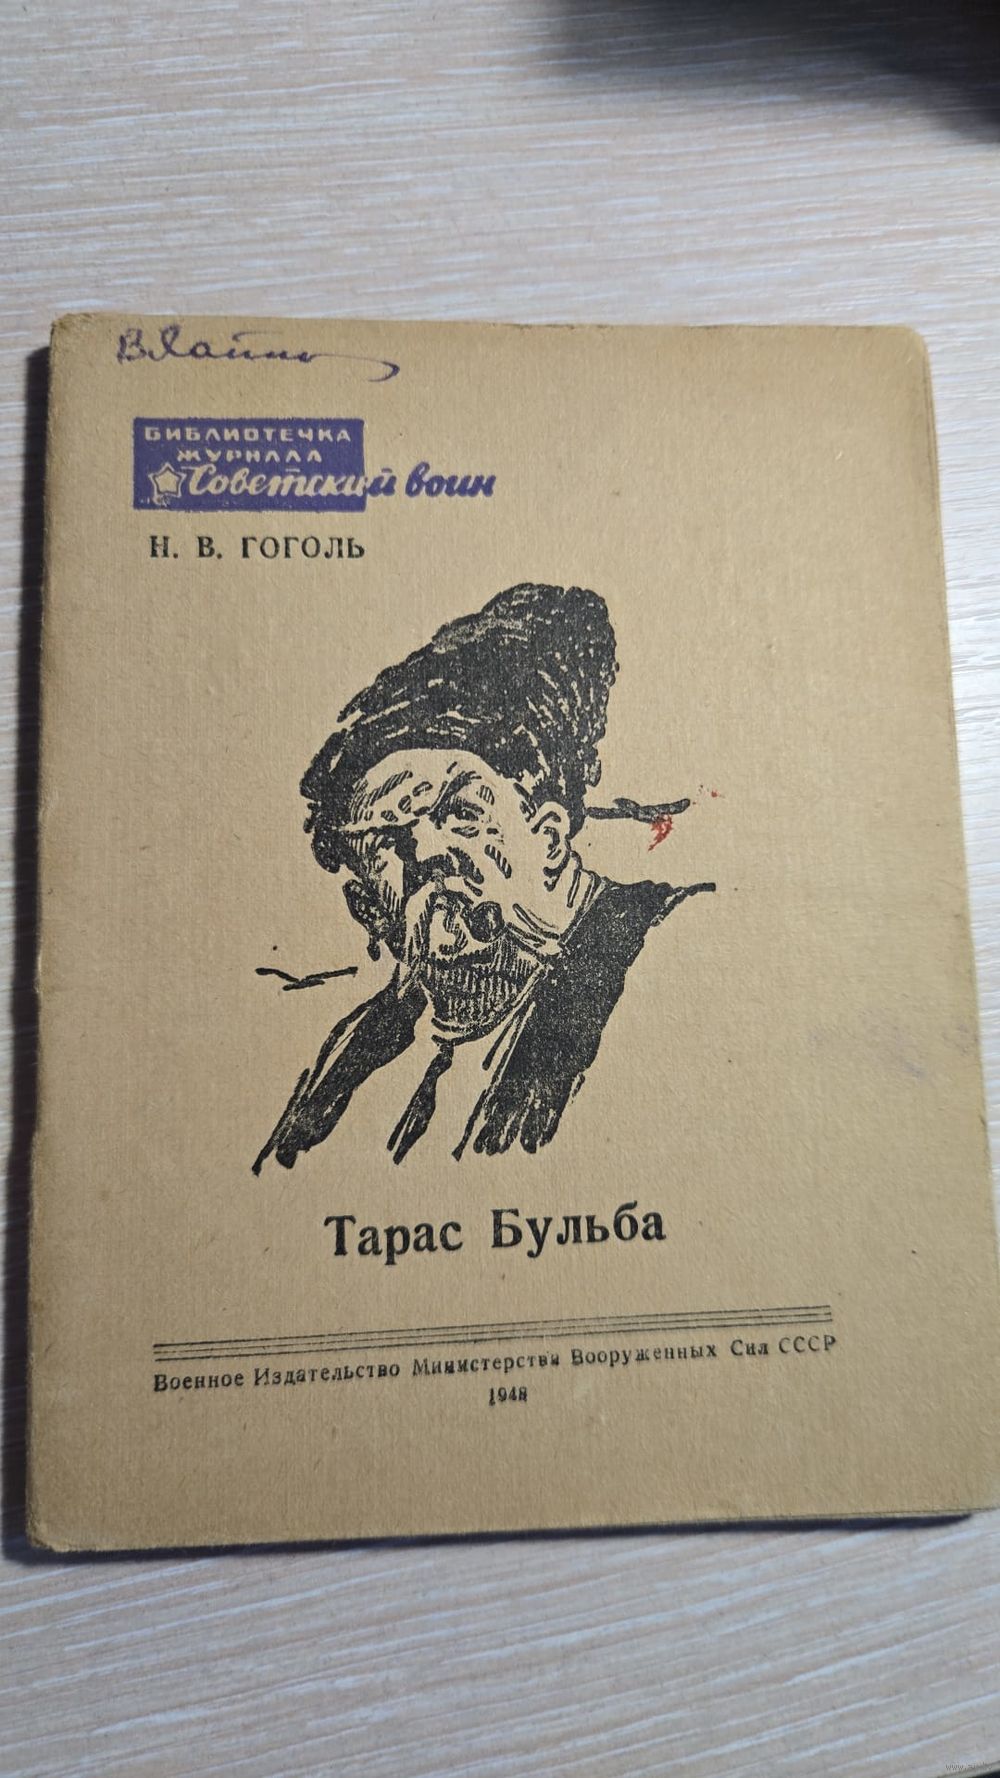 БИБЛИОТЕЧКА
ЖУРНАЛА
Советский воин
Н. В. ГОГОЛЬ
Тарас Бульба
Военное Издательство Министерства Вооруженных Сил СССР
1948